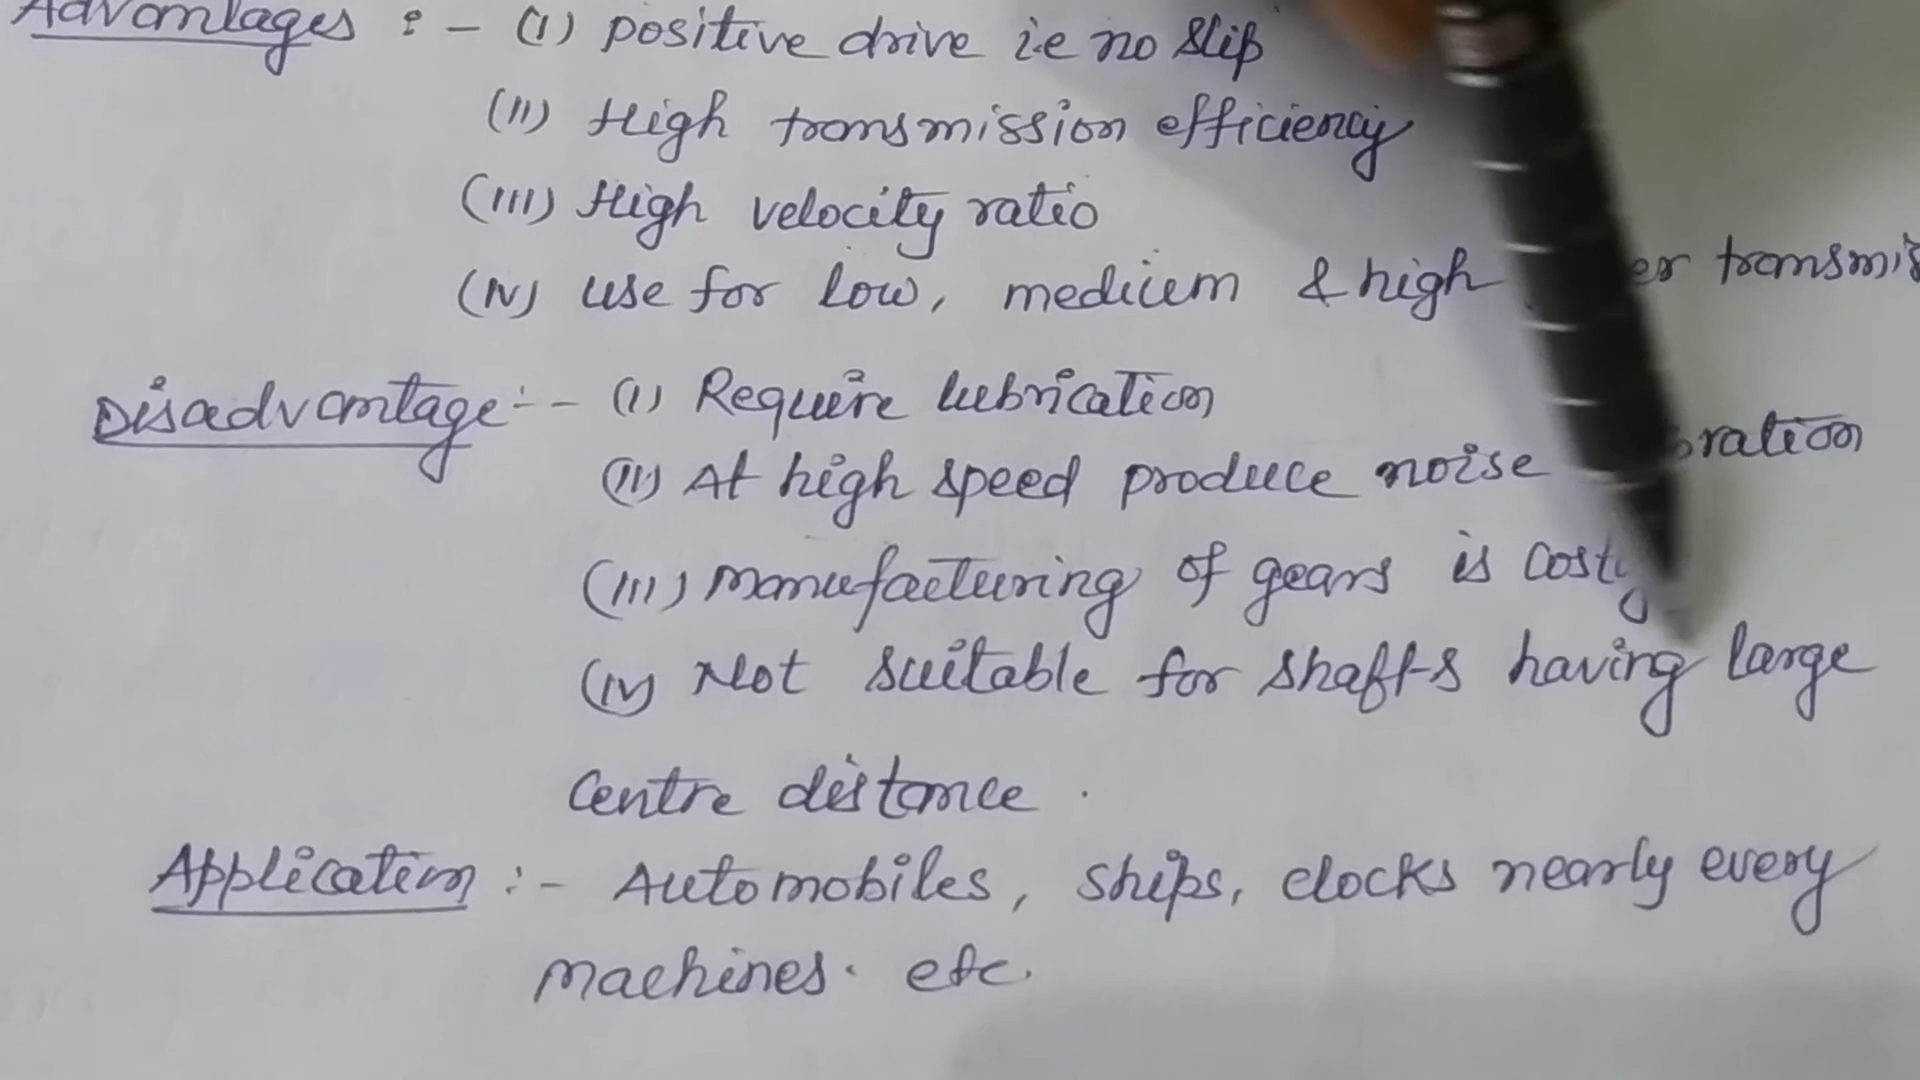 Advantages :- (I) positive drive i.e no slip
(II) High transmission efficiency
(III) High velocity ratio
(IV) use for low, medium & high
Disadvantage :- (I) Require lubrication
(II) At high speed produce noise
(III) Manufacturing of gears is costy
(IV) Not suitable for shafts having large
centre distance .
Application :- Automobiles, ships, clocks nearly every
machines. etc.